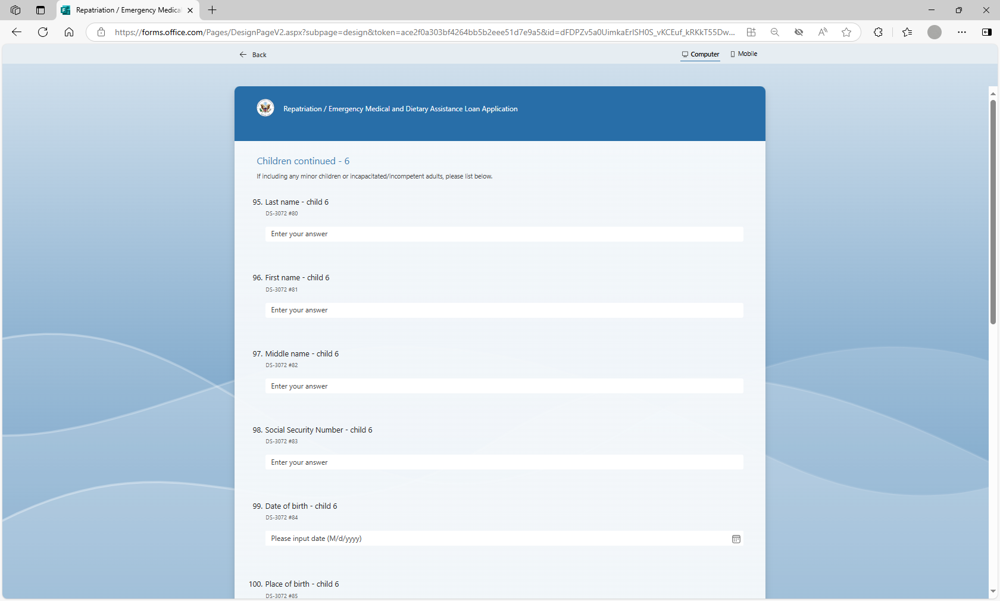 Repatriation / Emergency Medical
https://forms.office.com/Pages/DesignPageV2.aspx?subpage=design&token=ace2f0a303bf4264bb5b2eee51d7e9a5&id=dFDPZv5a0UimkaErISH0S_vKCEuf_kRKkT55Dw...
Back
Computer
Mobile
Repatriation / Emergency Medical and Dietary Assistance Loan Application
Children continued - 6
If including any minor children or incapacitated/incompetent adults, please list below.
95. Last name - child 6
DS-3072 #80
Enter your answer
96. First name - child 6
DS-3072 #81
Enter your answer
97. Middle name - child 6
DS-3072 #82
Enter your answer
98. Social Security Number - child 6
DS-3072 #83
Enter your answer
99. Date of birth - child 6
DS-3072 #84
Please input date (M/d/yyyy)
100. Place of birth - child 6
DS-3072 #85